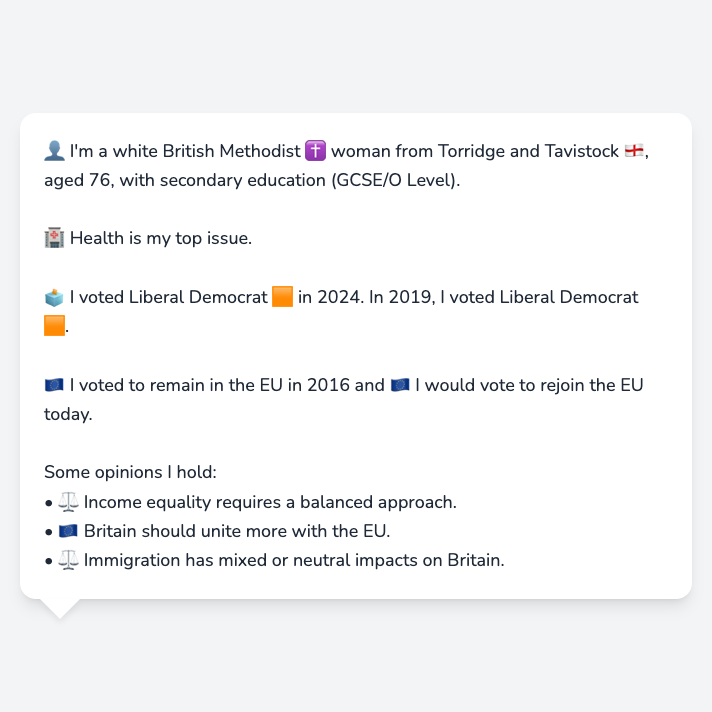 👤 I'm a white British Methodist ✝️ woman from Torridge and Tavistock 🏴󠁧󠁢󠁥󠁮󠁧󠁿,
aged 76, with secondary education (GCSE/O Level).
🏥 Health is my top issue.
🗳️ I voted Liberal Democrat 🟧 in 2024. In 2019, I voted Liberal Democrat
🟧.
🇪🇺 I voted to remain in the EU in 2016 and 🇪🇺 I would vote to rejoin the EU
today.
Some opinions I hold:
• ⚖️ Income equality requires a balanced approach.
• 🇪🇺 Britain should unite more with the EU.
• ⚖️ Immigration has mixed or neutral impacts on Britain.